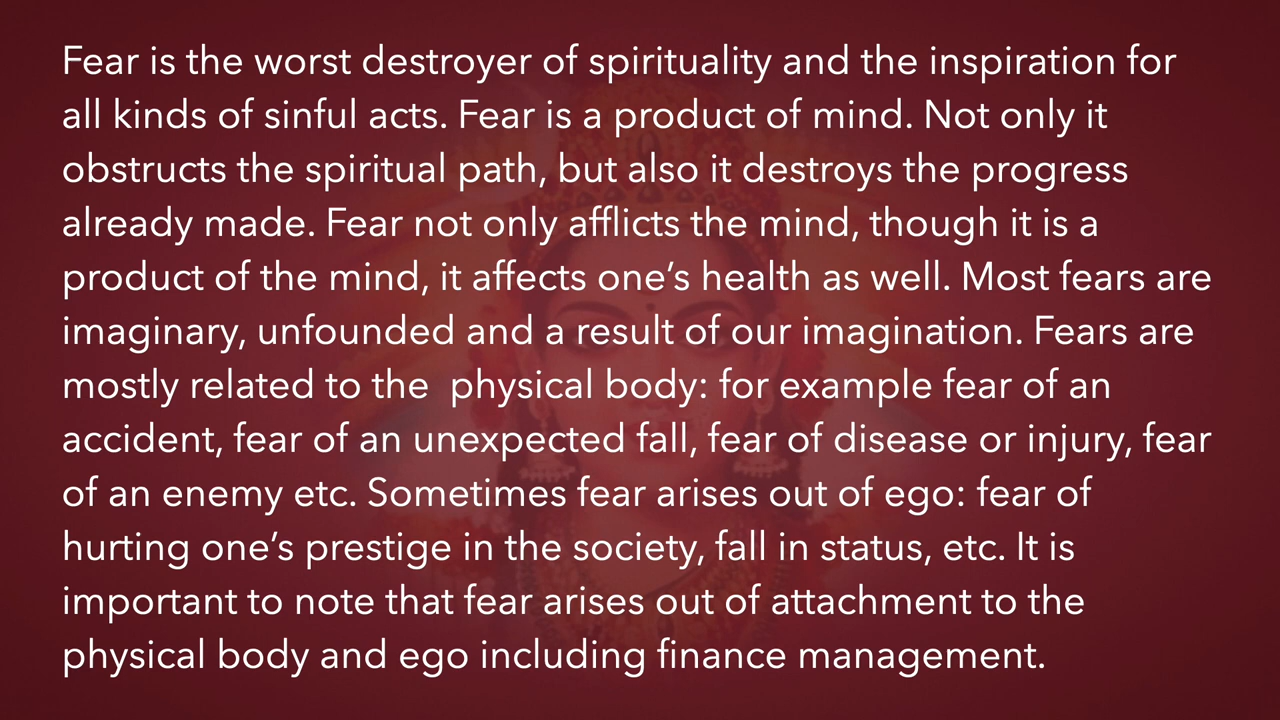 Fear is the worst destroyer of spirituality and the inspiration for
all kinds of sinful acts. Fear is a product of mind. Not only it
obstructs the spiritual path, but also it destroys the progress
already made. Fear not only afflicts the mind, though it is a
product of the mind, it affects one’s health as well. Most fears are
imaginary, unfounded and a result of our imagination. Fears are
mostly related to the  physical body: for example fear of an
accident, fear of an unexpected fall, fear of disease or injury, fear
of an enemy etc. Sometimes fear arises out of ego: fear of
hurting one’s prestige in the society, fall in status, etc. It is
important to note that fear arises out of attachment to the
physical body and ego including finance management.